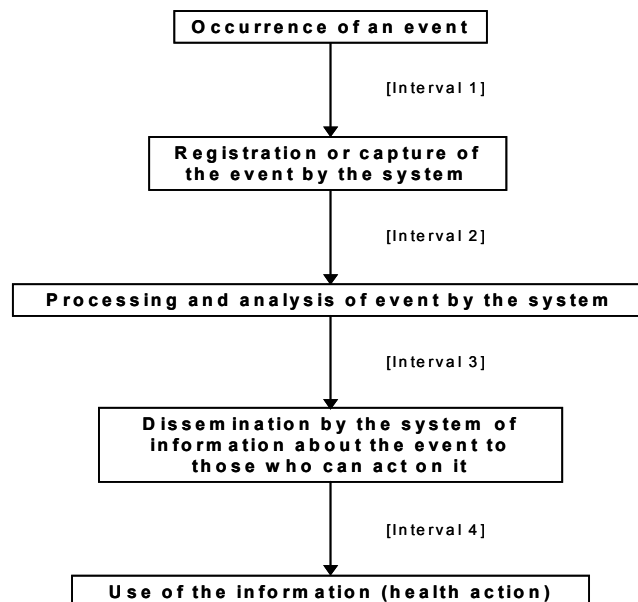 Occurrence of an event
[Interval 1]
Registration or capture of
the event by the system
[Interval 2]
Processing and analysis of event by the system
[Interval 3]
Dissemination by the system of
information about the event to
those who can act on it
[Interval 4]
Use of the information (health action)